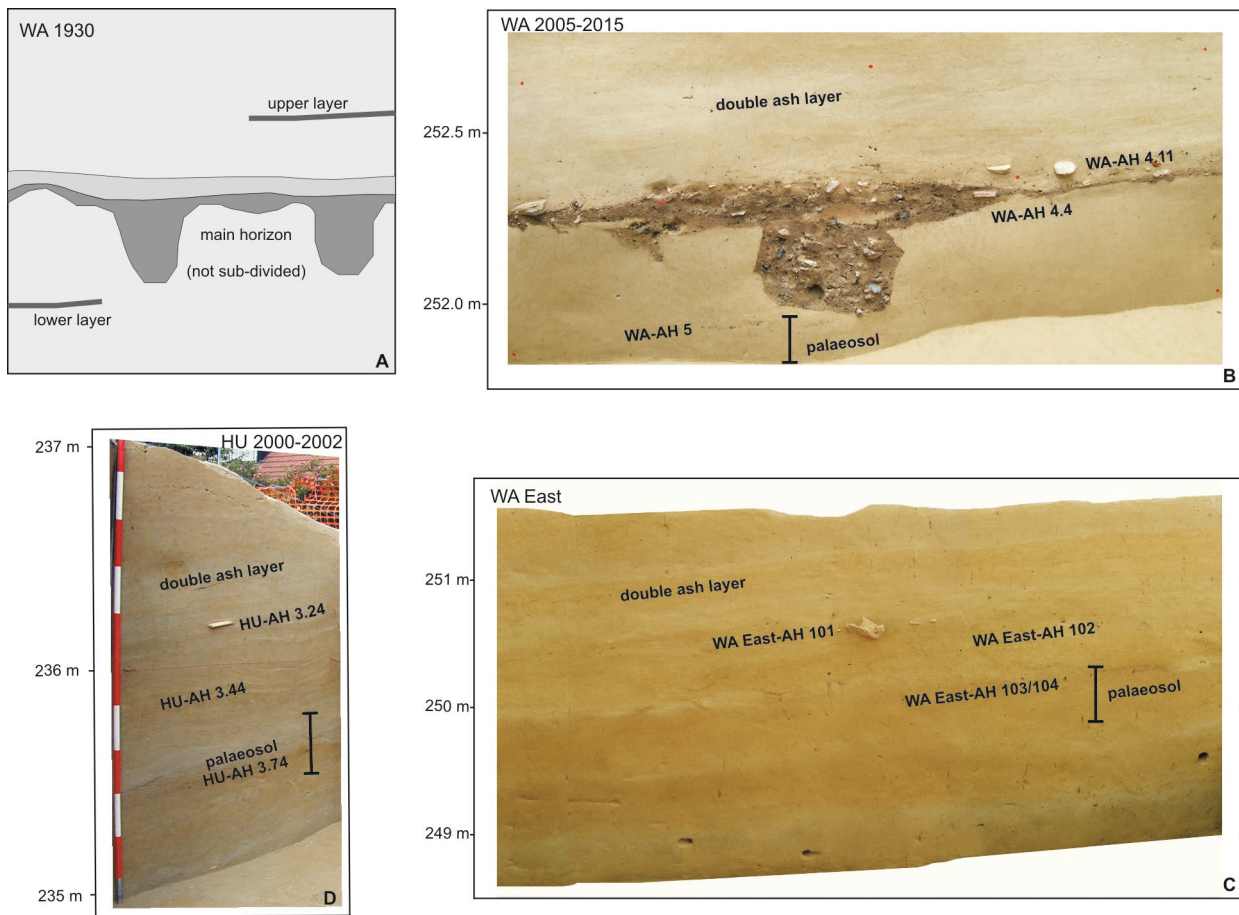 WA 1930
upper layer
main horizon
(not sub-divided)
lower layer
A
WA 2005-2015
252.5 m
252.0 m
double ash layer
WA-AH 4.11
WA-AH 4.4
WA-AH 5
palaeosol
B
HU 2000-2002
237 m
236 m
235 m
double ash layer
HU-AH 3.24
HU-AH 3.44
palaeosol
HU-AH 3.74
D
WA East
251 m
250 m
249 m
double ash layer
WA East-AH 101
WA East-AH 102
WA East-AH 103/104
palaeosol
C